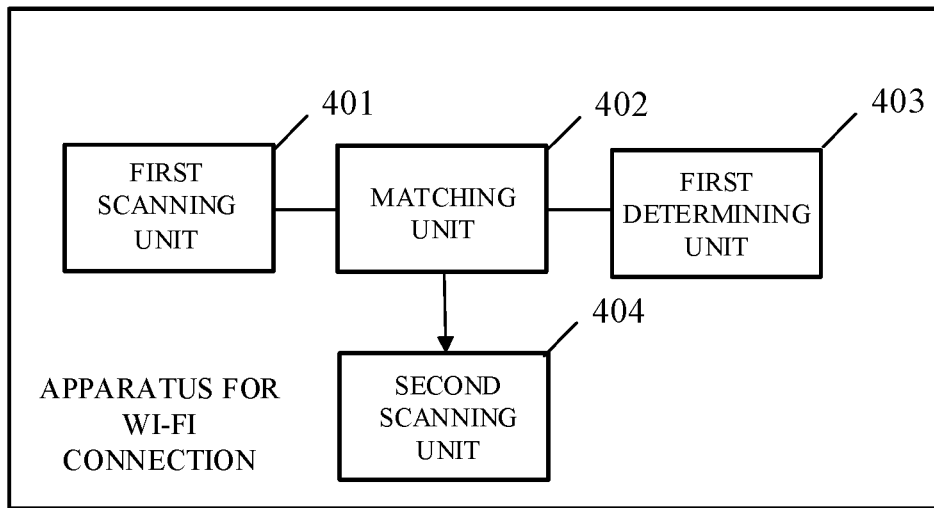 401
402
403
FIRST
SCANNING
UNIT
MATCHING
UNIT
FIRST
DETERMINING
UNIT
404
SECOND
SCANNING
UNIT
APPARATUS FOR
WI-FI
CONNECTION